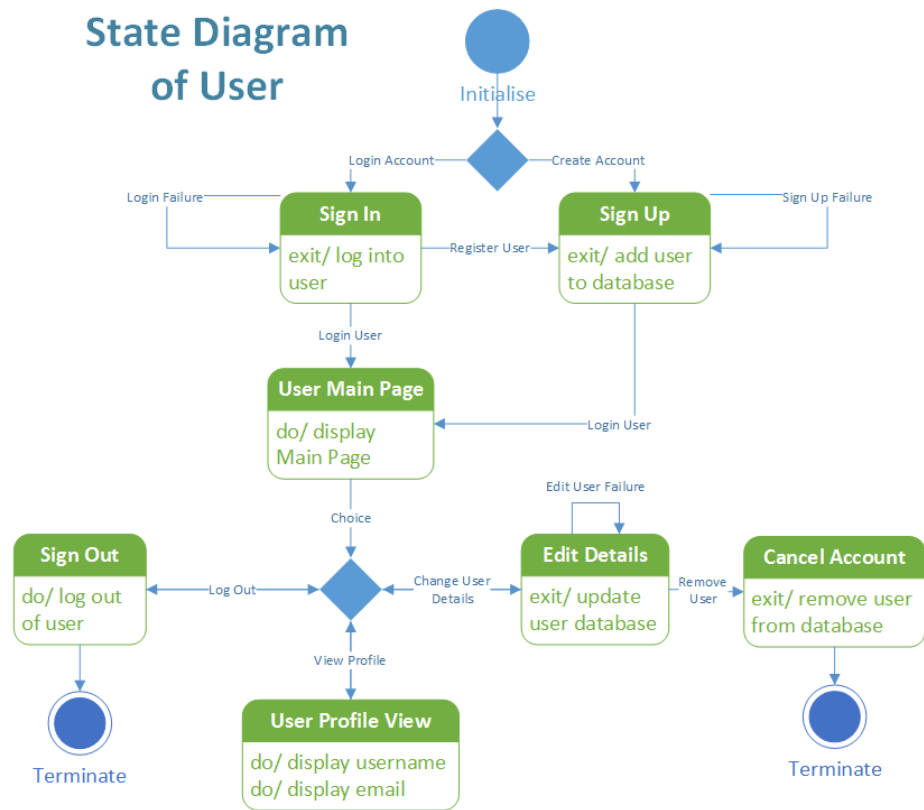 State Diagram
of User
Initialise
Login Account
Create Account
Login Failure
Sign Up Failure
Sign In
exit/ log into
user
Register User
Sign Up
exit/ add user
to database
Login User
User Main Page
do/ display
Main Page
Login User
Choice
Edit User Failure
Sign Out
do/ log out
of user
Log Out
Change User
Details
Edit Details
exit/ update
user database
Remove
User
Cancel Account
exit/ remove user
from database
View Profile
User Profile View
do/ display username
do/ display email
Terminate
Terminate